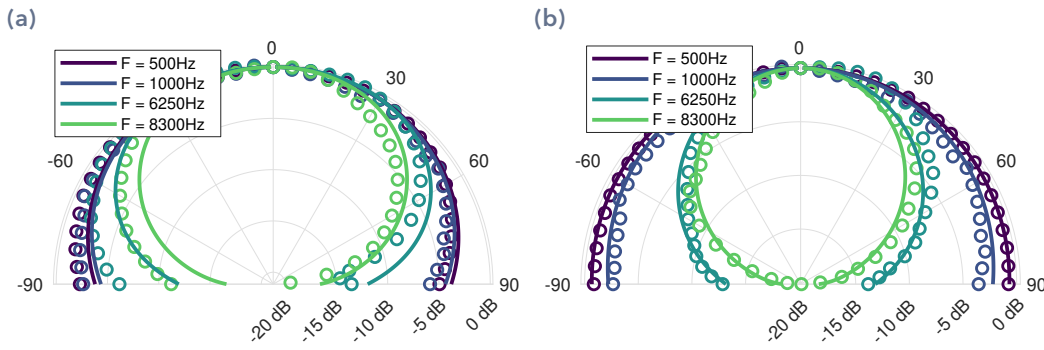 (a)
F = 500Hz
F = 1000Hz
F = 6250Hz
F = 8300Hz
0
30
60
90
-60
-90
-20 dB
-15 dB
-10 dB
-5 dB
0 dB
(b)
F = 500Hz
F = 1000Hz
F = 6250Hz
F = 8300Hz
0
30
60
90
-60
-90
-20 dB
-15 dB
-10 dB
-5 dB
0 dB